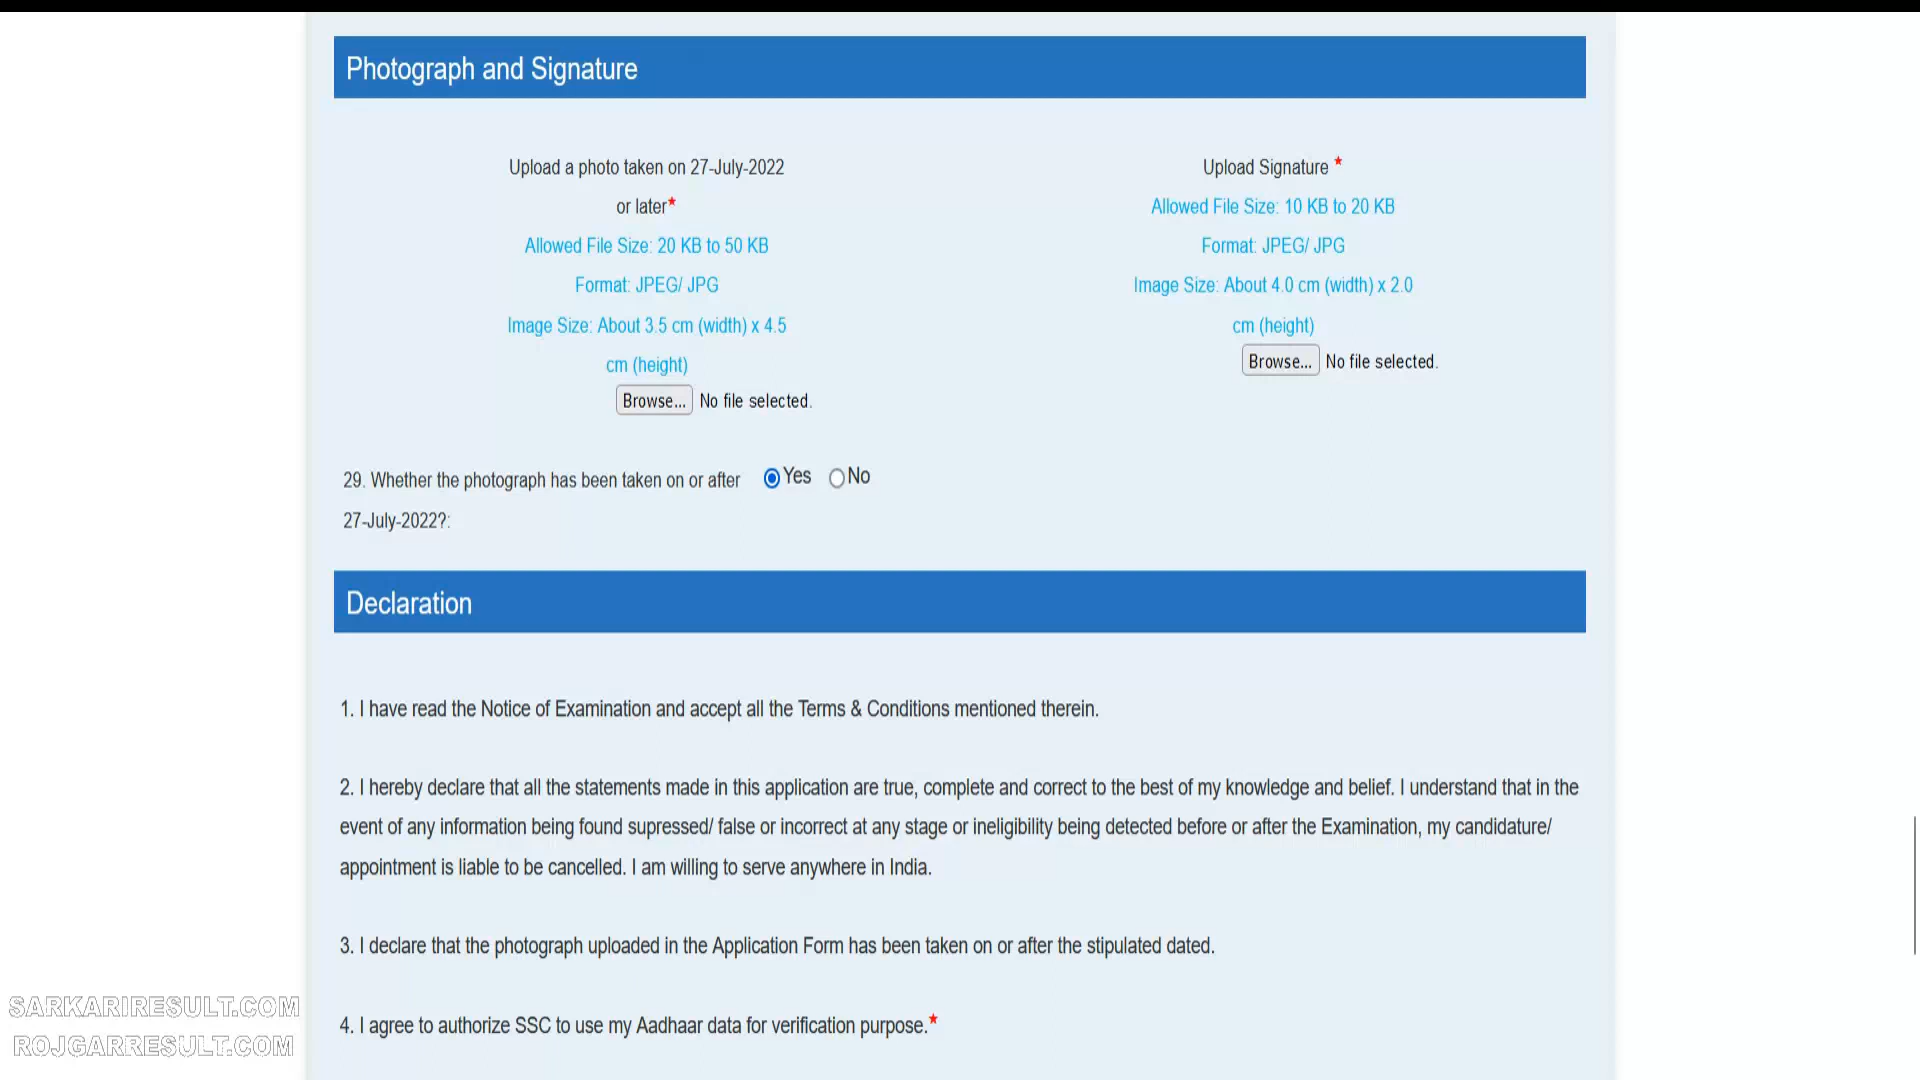 Photograph and Signature
Upload a photo taken on 27-July-2022
or later*
Allowed File Size: 20 KB to 50 KB
Format: JPEG/ JPG
Image Size: About 3.5 cm (width) x 4.5
cm (height)
Browse... No file selected.
Upload Signature *
Allowed File Size: 10 KB to 20 KB
Format: JPEG/ JPG
Image Size: About 4.0 cm (width) x 2.0
cm (height)
Browse... No file selected.
29. Whether the photograph has been taken on or after
27-July-2022?:
Yes No
Declaration
1. I have read the Notice of Examination and accept all the Terms & Conditions mentioned therein.
2. I hereby declare that all the statements made in this application are true, complete and correct to the best of my knowledge and belief. I understand that in the
event of any information being found supressed/ false or incorrect at any stage or ineligibility being detected before or after the Examination, my candidature/
appointment is liable to be cancelled. I am willing to serve anywhere in India.
3. I declare that the photograph uploaded in the Application Form has been taken on or after the stipulated dated.
4. I agree to authorize SSC to use my Aadhaar data for verification purpose.*
SARKARIRESULT.COM
ROJGARRESULT.COM